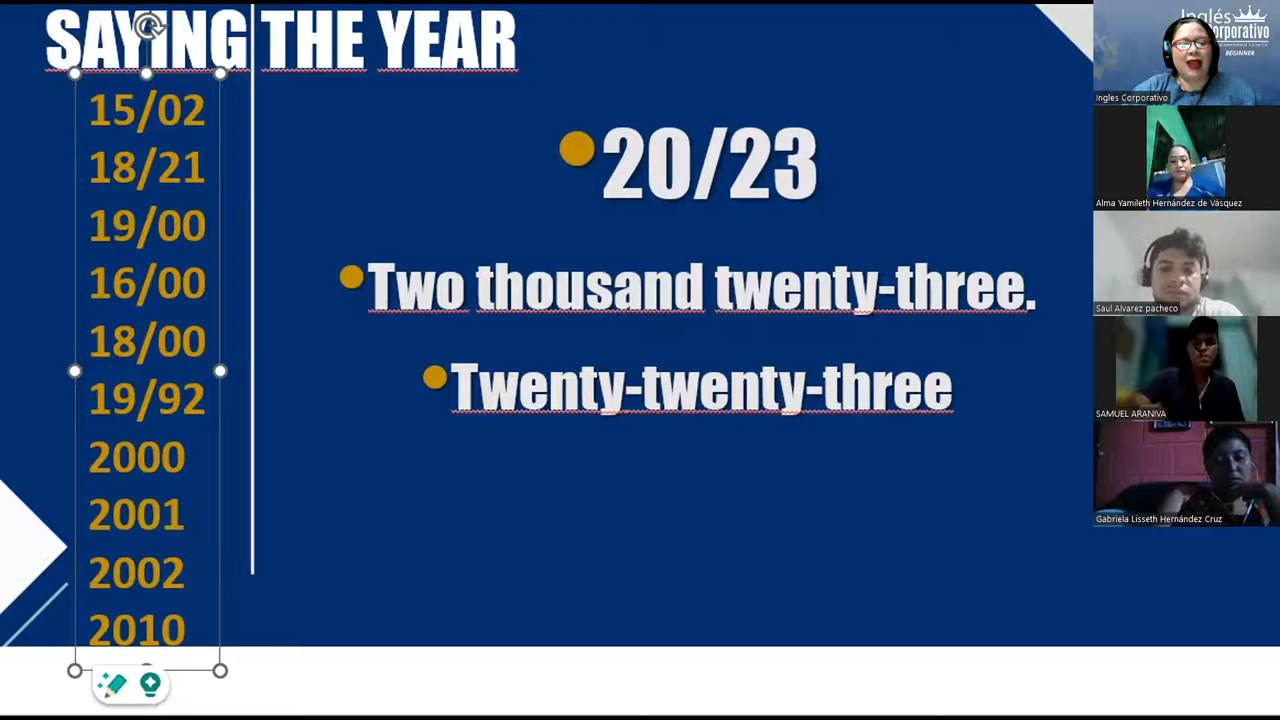 SAYING THE YEAR
15/02
18/21
19/00
16/00
18/00
19/92
2000
2001
2002
2010
20/23
Two thousand twenty-three.
Twenty-twenty-three
Inglés
Corporativo
BEGINNER
Ingles Corporativo
Alma Yamileth Hernández de Vásquez
Saul Alvarez pacheco
SAMUEL ARANIVA
Gabriela Lisseth Hernández Cruz